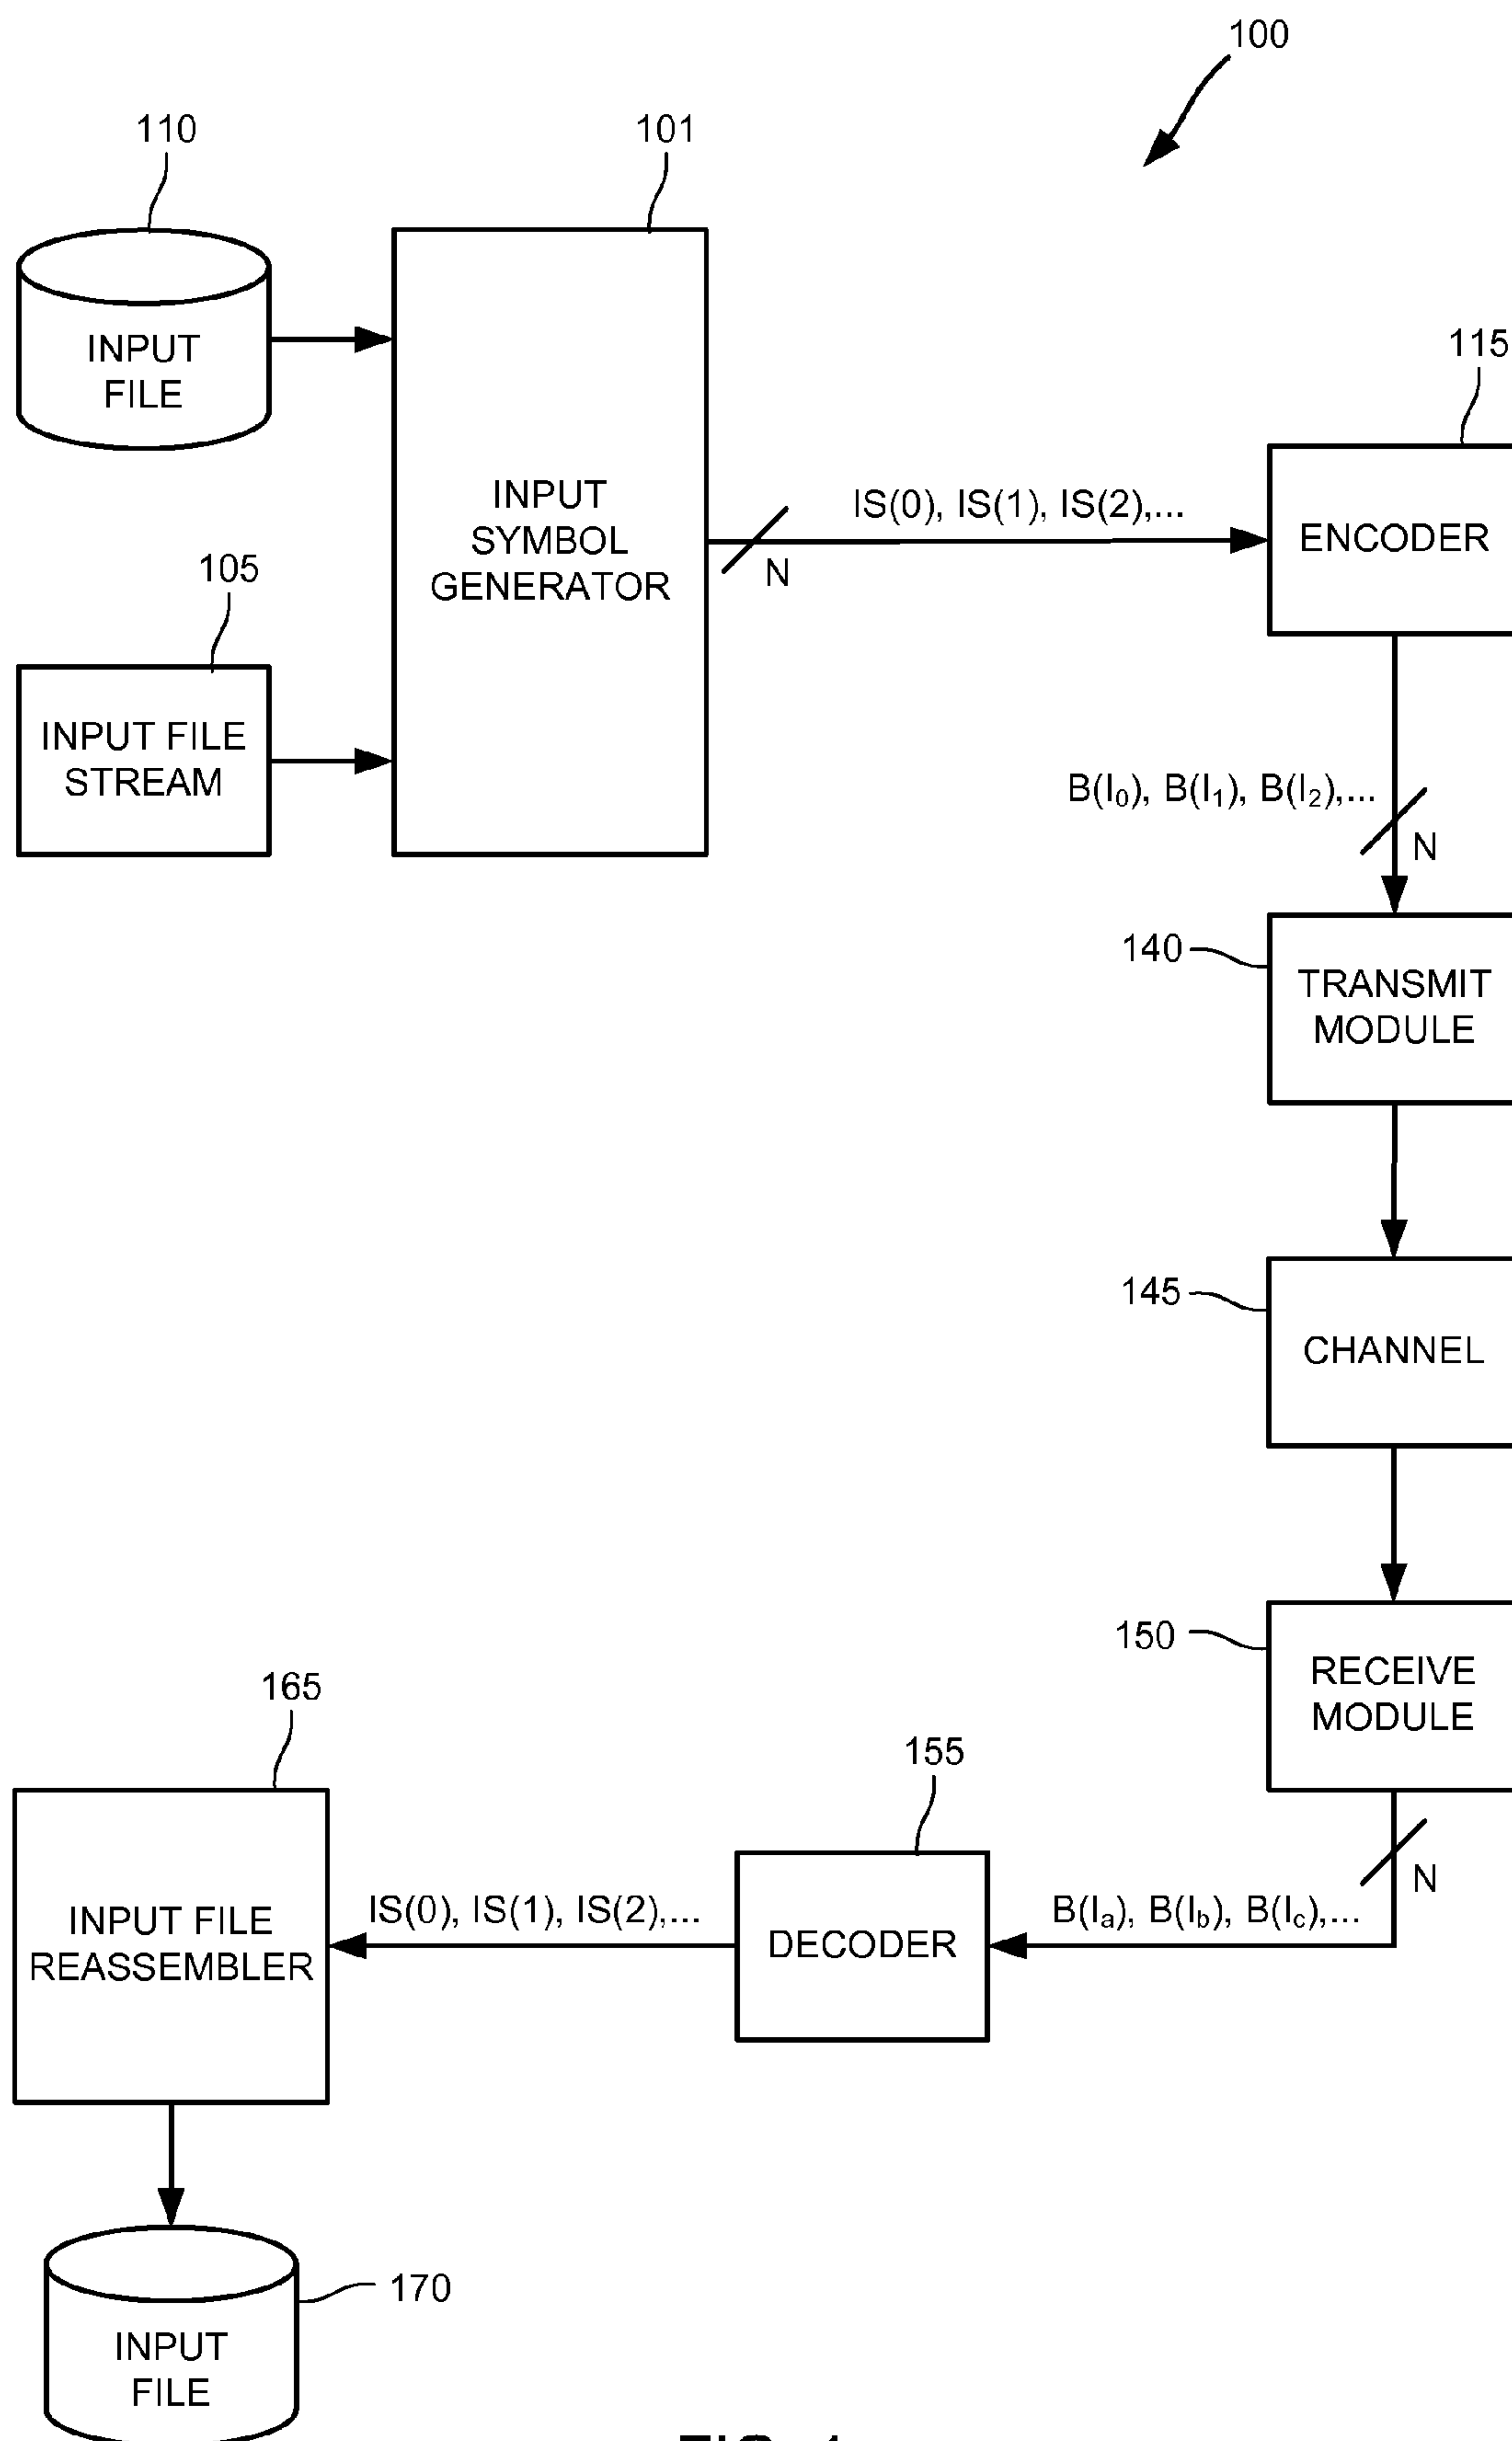 100
110
101
INPUT
FILE
115
INPUT
SYMBOL
GENERATOR
IS(0), IS(1), IS(2),...
N
ENCODER
105
INPUT FILE
STREAM
B(I₀), B(I₁), B(I₂),...
N
140
TRANSMIT
MODULE
145
CHANNEL
150
RECEIVE
MODULE
N
165
155
INPUT FILE
REASSEMBLER
IS(0), IS(1), IS(2),...
DECODER
B(Iₐ), B(I_b), B(I_c),...
170
INPUT
FILE